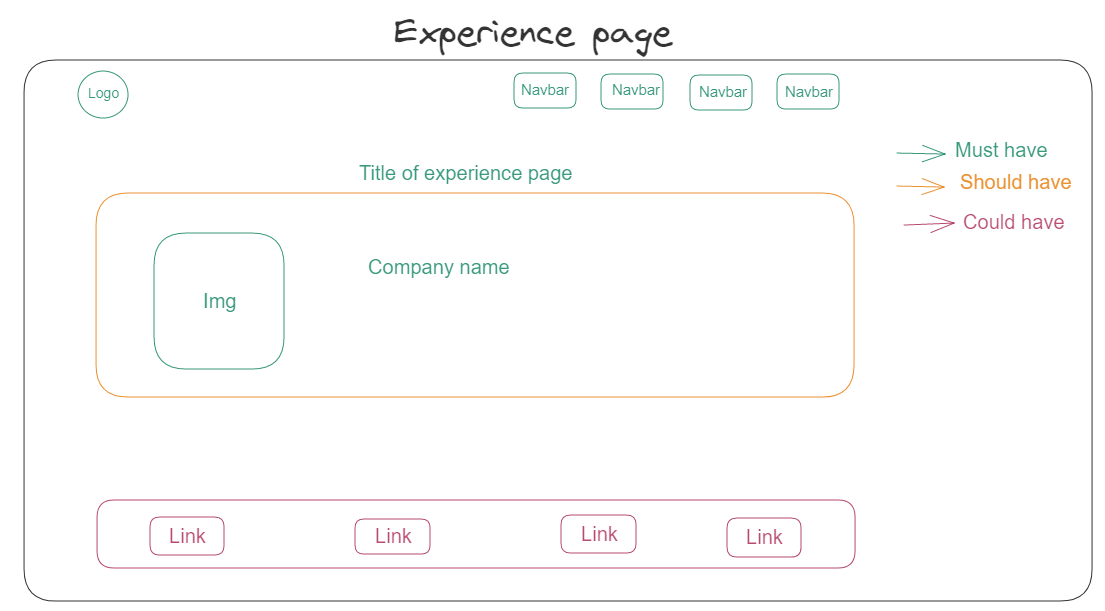 Experience page
Logo
Navbar
Navbar
Navbar
Navbar
Must have
Title of experience page
Should have
Could have
Company name
Img
Link
Link
Link
Link